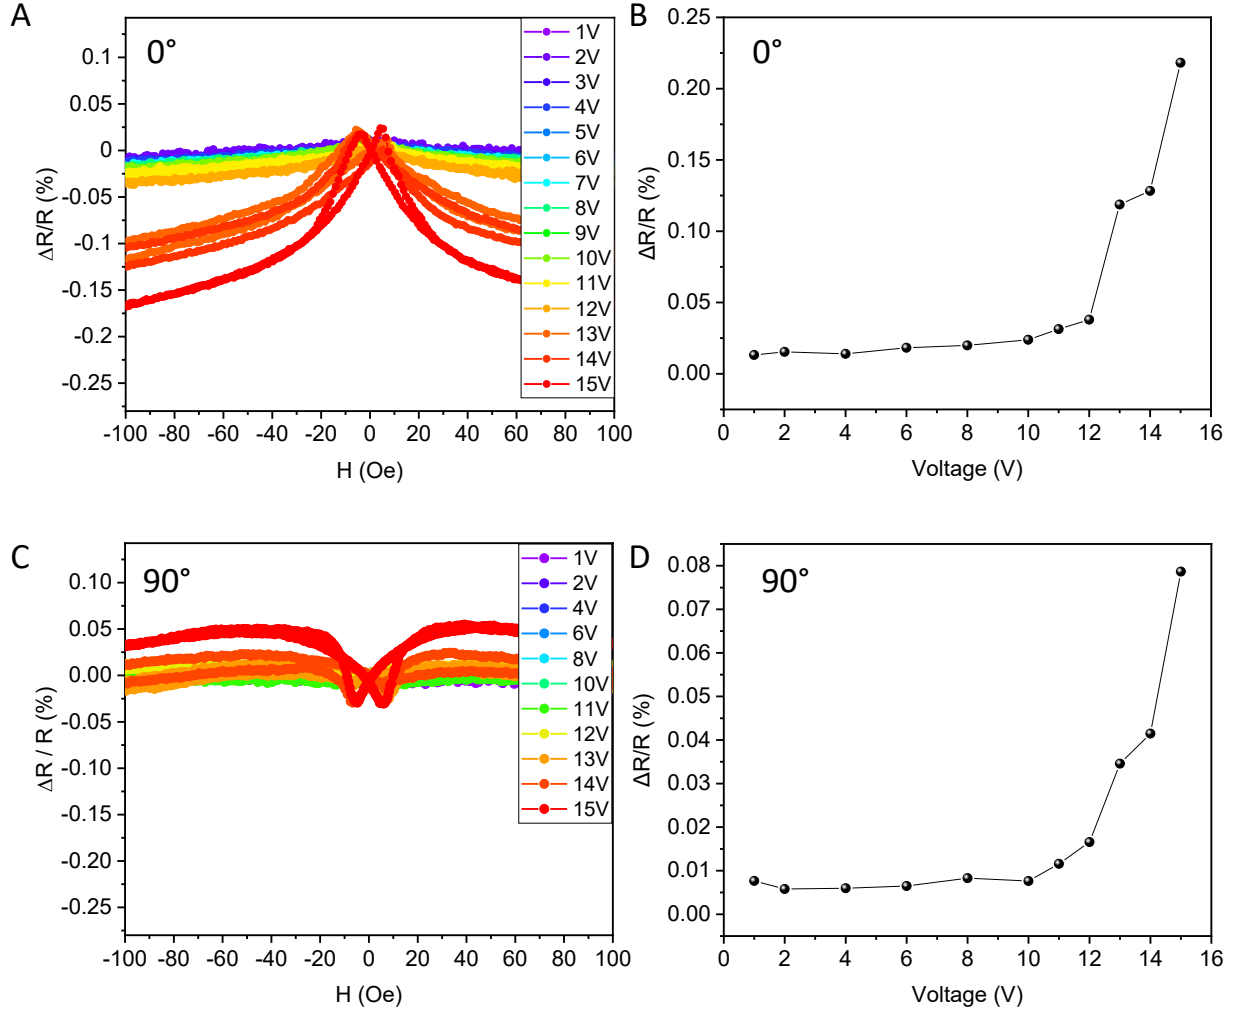 A
0°
0.1
0.05
0
-0.05
-0.1
-0.15
-0.2
-0.25
ΔR/R (%)
-100 -80 -60 -40 -20 0 20 40 60 80 100
H (Oe)
1V
2V
3V
4V
5V
6V
7V
8V
9V
10V
11V
12V
13V
14V
15V
B
0°
0.25
0.20
0.15
0.10
0.05
0.00
ΔR/R (%)
0 2 4 6 8 10 12 14 16
Voltage (V)
C
90°
0.10
0.05
0.00
-0.05
-0.10
-0.15
-0.20
-0.25
ΔR / R (%)
-100 -80 -60 -40 -20 0 20 40 60 80 100
H (Oe)
1V
2V
4V
6V
8V
10V
11V
12V
13V
14V
15V
D
90°
0.08
0.07
0.06
0.05
0.04
0.03
0.02
0.01
0.00
ΔR/R (%)
0 2 4 6 8 10 12 14 16
Voltage (V)